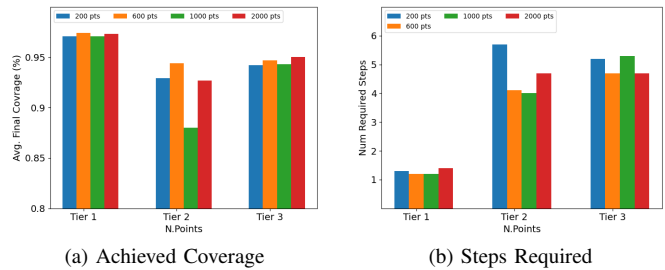 200 pts 600 pts 1000 pts 2000 pts
Avg. Final Covrage (%)
0.95
0.9
0.85
0.8
Tier 1 Tier 2 Tier 3
N.Points
(a) Achieved Coverage
200 pts 1000 pts 2000 pts
600 pts
Num Required Steps
6
5
4
3
2
1
Tier 1 Tier 2 Tier 3
N.Points
(b) Steps Required